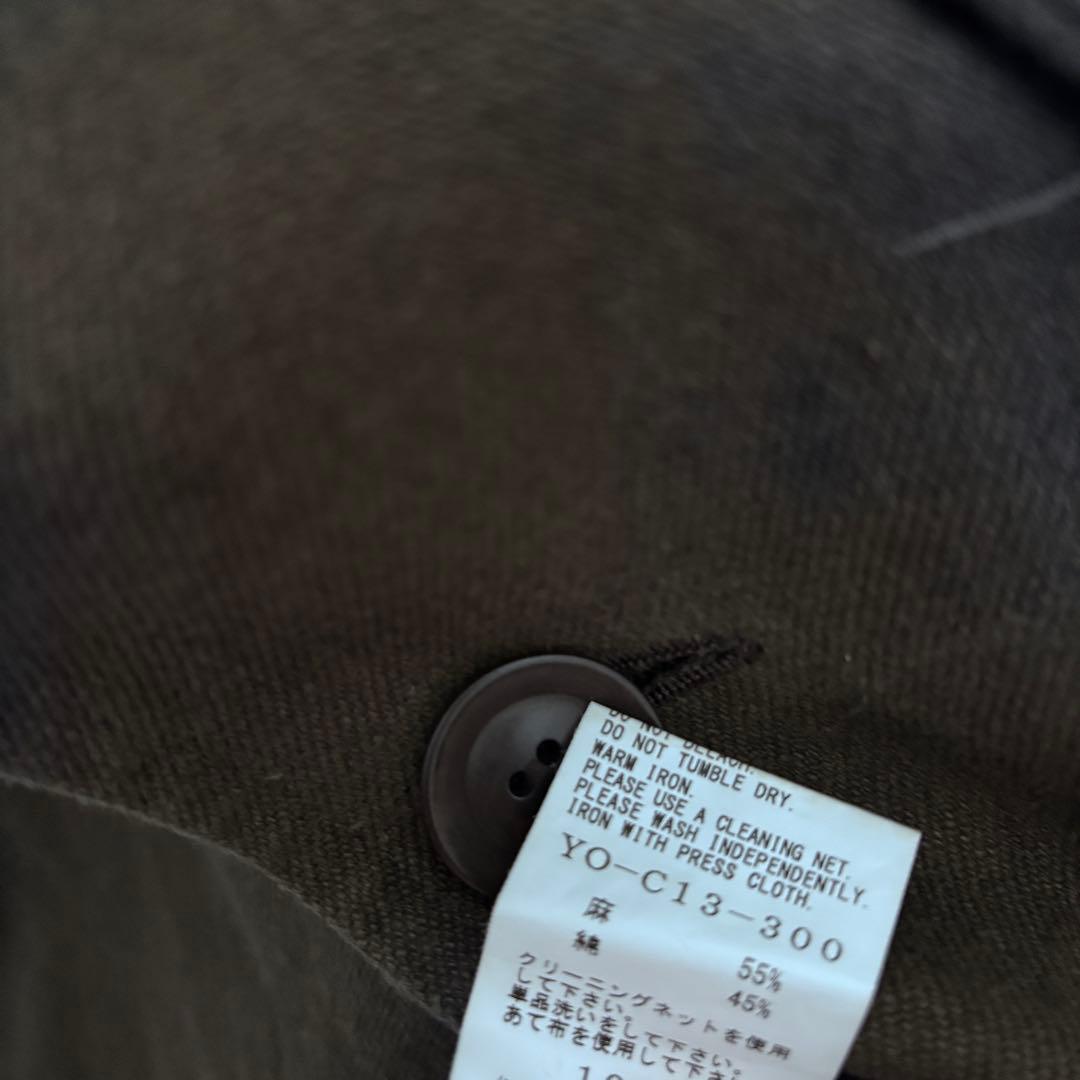 DO NOT BLEACH.
DO NOT TUMBLE DRY.
WARM IRON.
PLEASE USE A CLEANING NET.
PLEASE WASH INDEPENDENTLY.
IRON WITH PRESS CLOTH.
YO-C13-300
麻 55%
綿 45%
クリーニングネットを使用
して下さい。
単品洗いをして下さい。
あて布を使用して下さ